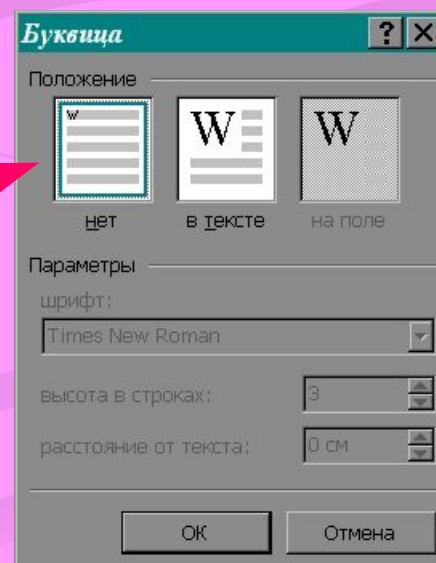 Буквица
Положение
W W W
нет в тексте на поле
Параметры
шрифт:
Times New Roman
высота в строках: 3
расстояние от текста: 0 см
ОК Отмена